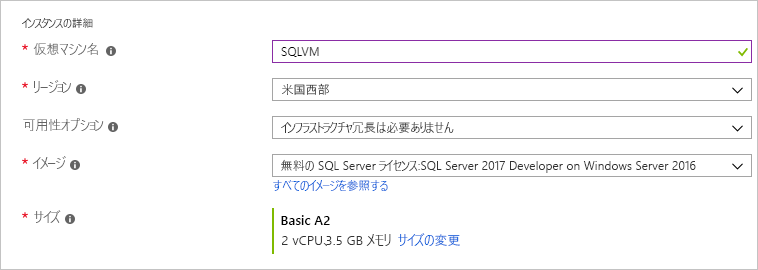 インスタンスの詳細
* 仮想マシン名
SQLVM
* リージョン
米国西部
可用性オプション
インフラストラクチャ冗長は必要ありません
* イメージ
無料の SQL Server ライセンス:SQL Server 2017 Developer on Windows Server 2016
すべてのイメージを参照する
* サイズ
Basic A2
2 vCPU、3.5 GB メモリ サイズの変更